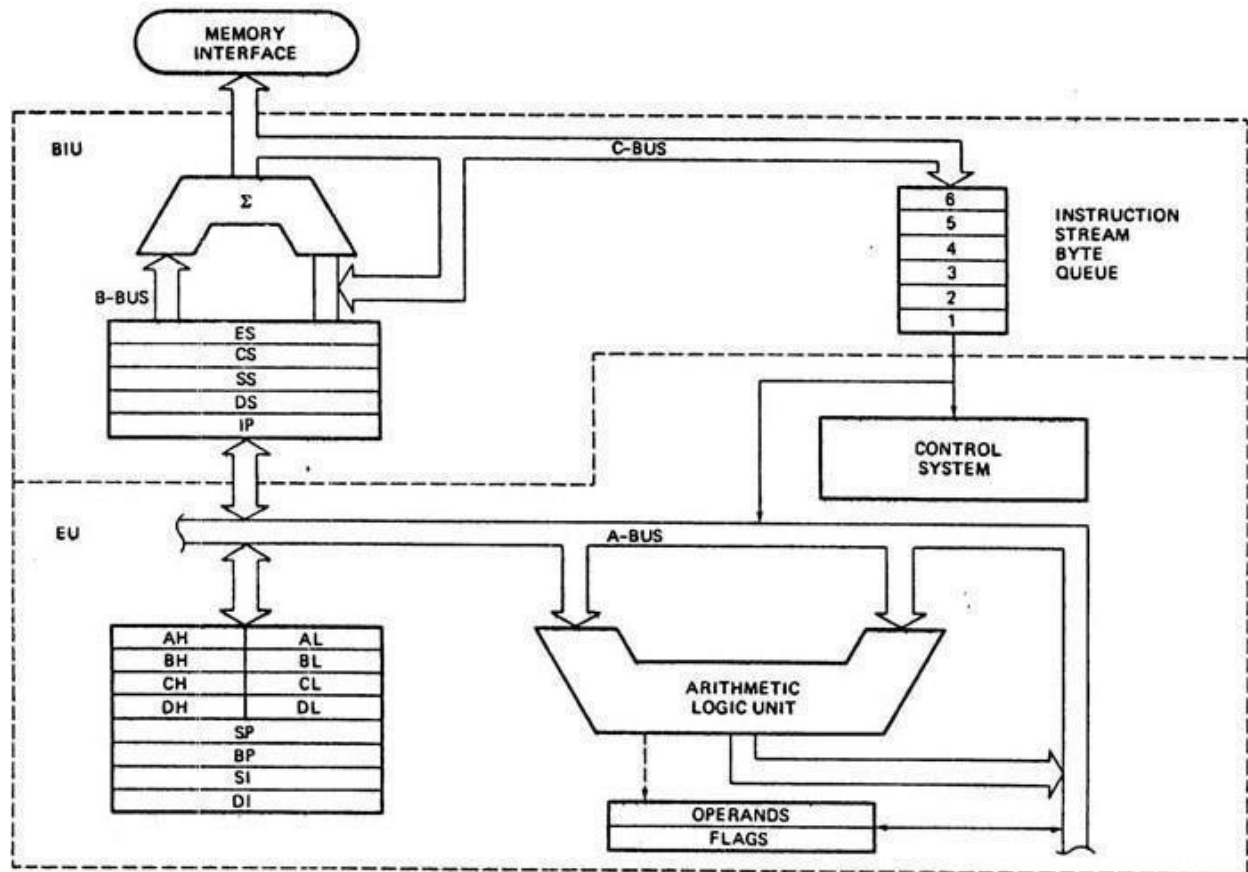 MEMORY
INTERFACE
BIU
C-BUS
Σ
6
5
4
3
2
1
INSTRUCTION
STREAM
BYTE
QUEUE
B-BUS
ES
CS
SS
DS
IP
CONTROL
SYSTEM
EU
A-BUS
AH AL
BH BL
CH CL
DH DL
SP
BP
SI
DI
ARITHMETIC
LOGIC UNIT
OPERANDS
FLAGS